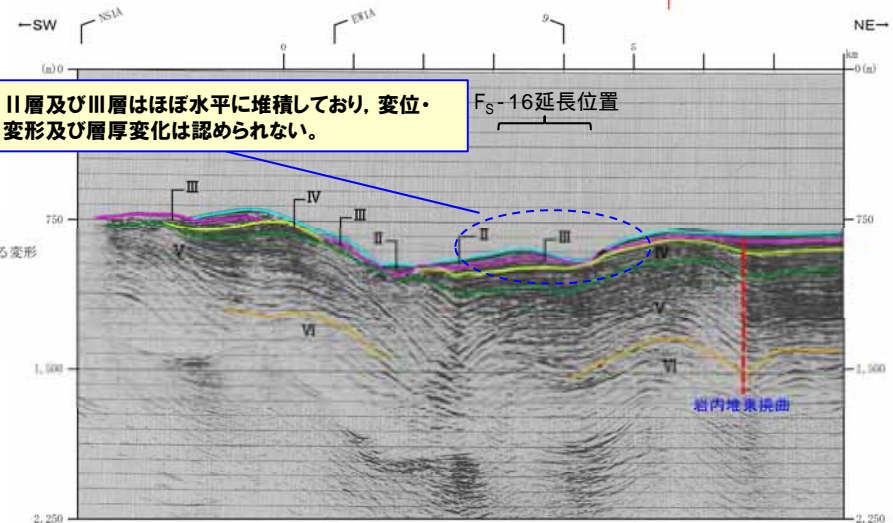 ←SW
NS1A
EW1A
9
NE→
0
5
km
(m)0
0(m)
II層及びⅢ層はほぼ水平に堆積しており，変位・
変形及び層厚変化は認められない。
FS-16延長位置
750
Ⅲ
Ⅳ
Ⅲ
Ⅱ
Ⅱ
Ⅲ
750
る変形
Ⅴ
Ⅳ
Ⅴ
Ⅵ
Ⅵ
1,500
1,500
岩内堆東撓曲
2,250
2,250